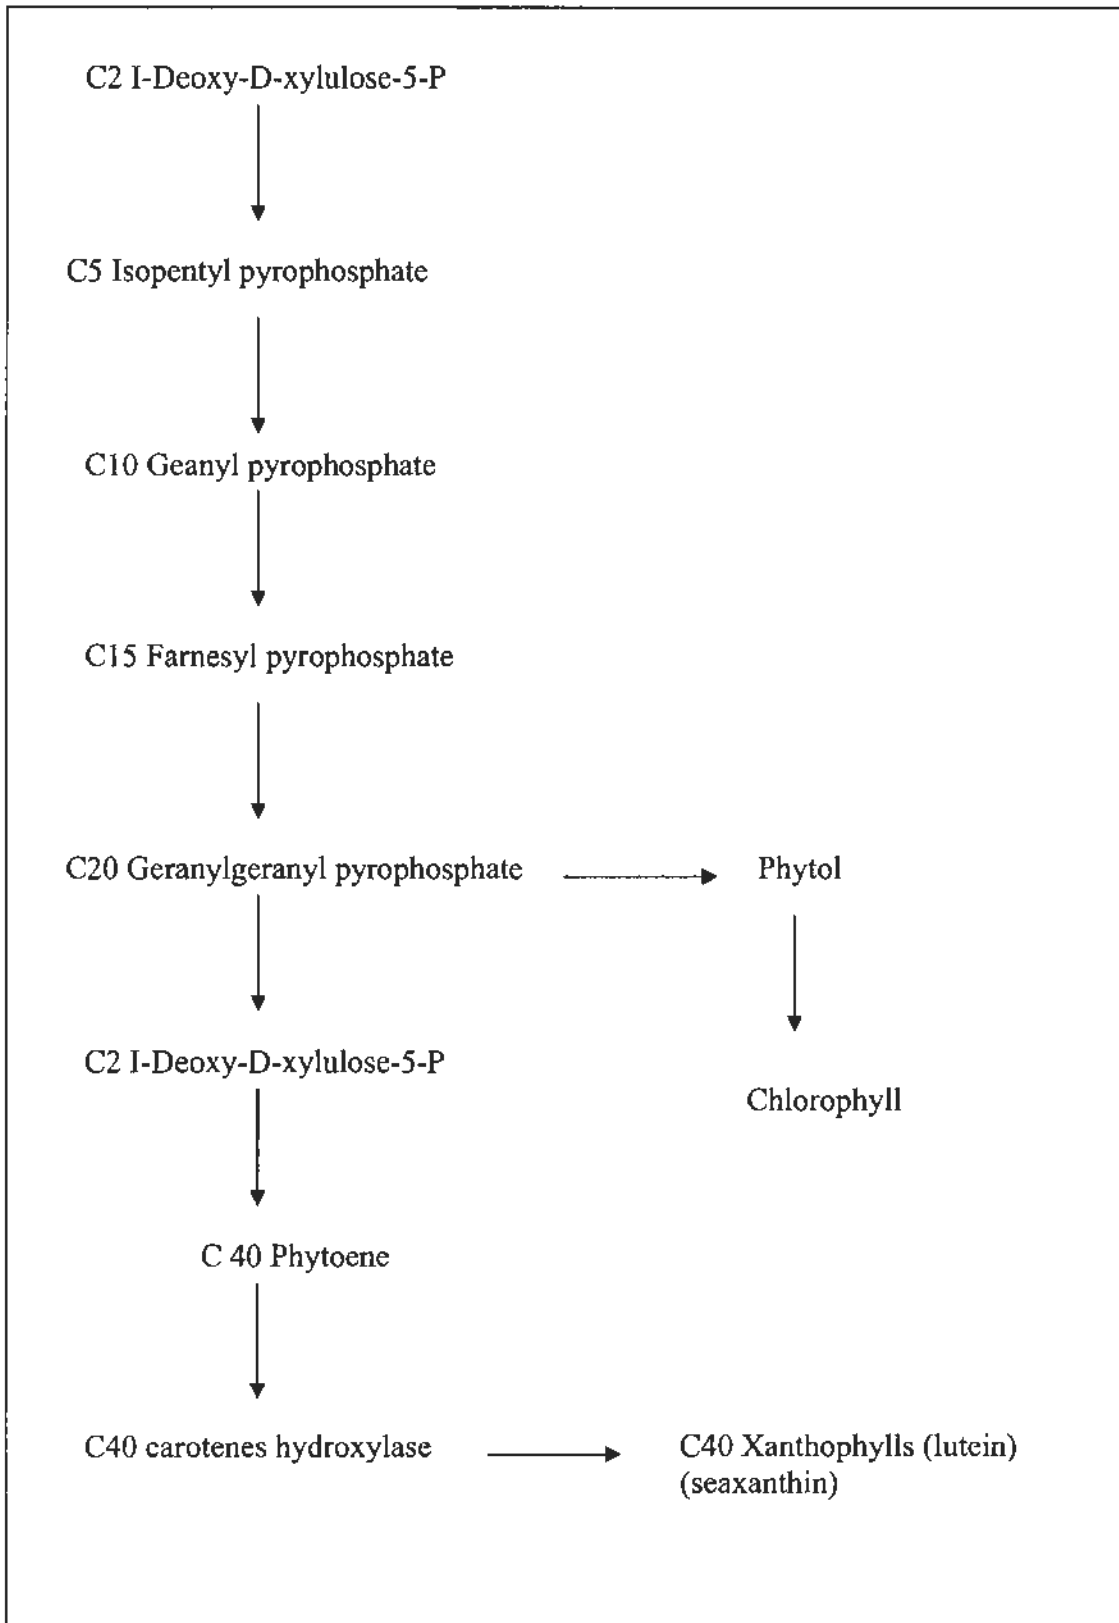 C2 I-Deoxy-D-xylulose-5-P
C5 Isopentyl pyrophosphate
C10 Geanyl pyrophosphate
C15 Farnesyl pyrophosphate
C20 Geranylgeranyl pyrophosphate
Phytol
C2 I-Deoxy-D-xylulose-5-P
Chlorophyll
C 40 Phytoene
C40 carotenes hydroxylase
C40 Xanthophylls (lutein)
(seaxanthin)